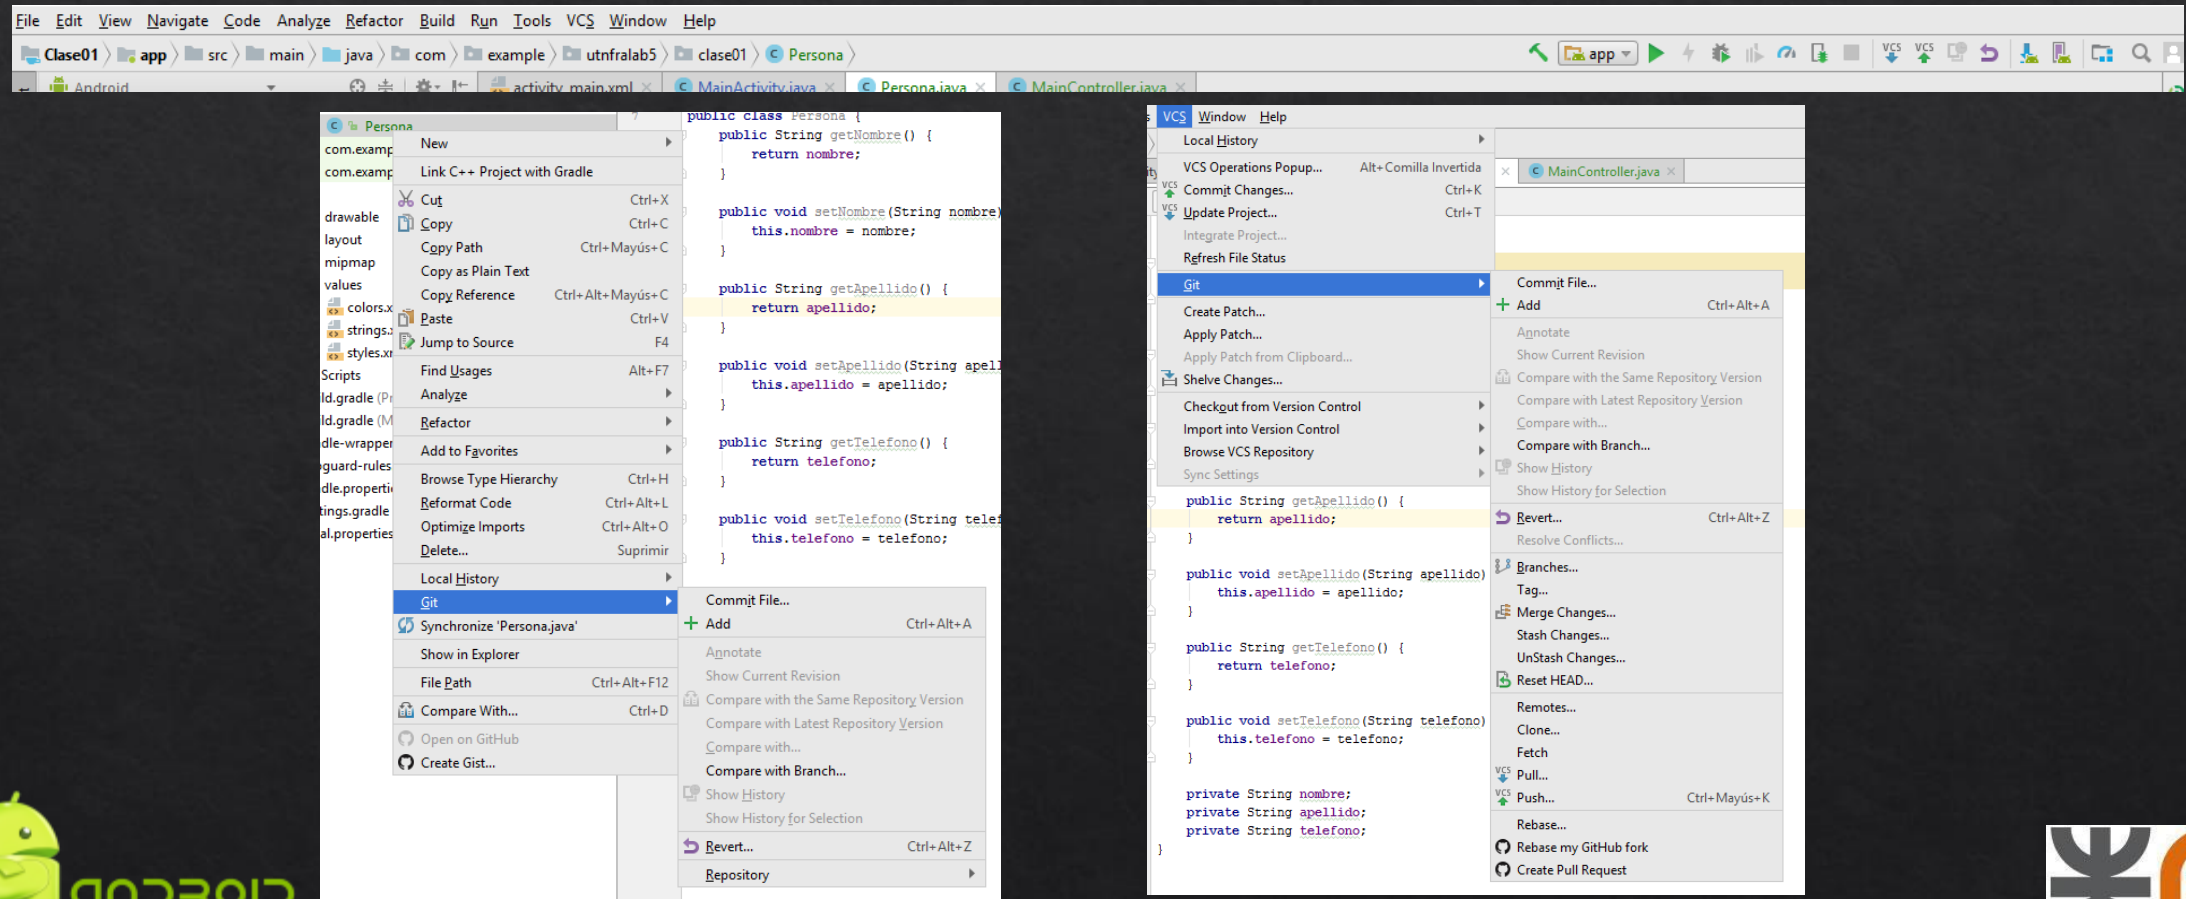 File Edit View Navigate Code Analyze Refactor Build Run Tools VCS Window Help
Clase01 app src main java com example utnfralab5 clase01 Persona
app
VCS VCS
Android activity_main.xml MainActivity.java Persona.java MainController.java
Persona
com.examp
com.examp
drawable
layout
mipmap
values
colors.x
strings.
styles.x
Scripts
ld.gradle (Pr
ild.gradle (M
dle-wrapper
guard-rules
dle.properti
tings.gradle
al.properties
New
Link C++ Project with Gradle
Cut Ctrl+X
Copy Ctrl+C
Copy Path Ctrl+Mayús+C
Copy as Plain Text
Copy Reference Ctrl+Alt+Mayús+C
Paste Ctrl+V
Jump to Source F4
Find Usages Alt+F7
Analyze
Refactor
Add to Favorites
Browse Type Hierarchy Ctrl+H
Reformat Code Ctrl+Alt+L
Optimize Imports Ctrl+Alt+O
Delete... Suprimir
Local History
Git
Synchronize 'Persona.java'
Show in Explorer
File Path Ctrl+Alt+F12
Compare With... Ctrl+D
Open on GitHub
Create Gist...
7
public class Persona {
public String getNombre() {
return nombre;
}
public void setNombre(String nombre)
this.nombre = nombre;
}
public String getApellido() {
return apellido;
}
public void setApellido(String apell
this.apellido = apellido;
}
public String getTelefono() {
return telefono;
}
public void setTelefono(String telef
this.telefono = telefono;
}
Commit File...
Add Ctrl+Alt+A
Annotate
Show Current Revision
Compare with the Same Repository Version
Compare with Latest Repository Version
Compare with...
Compare with Branch...
Show History
Show History for Selection
Revert... Ctrl+Alt+Z
Repository
s VCS Window Help
MainController.java
Local History
VCS Operations Popup... Alt+Comilla Invertida
VCS Commit Changes... Ctrl+K
VCS Update Project... Ctrl+T
Integrate Project...
Refresh File Status
Git
Create Patch...
Apply Patch...
Apply Patch from Clipboard...
Shelve Changes...
Checkout from Version Control
Import into Version Control
Browse VCS Repository
Sync Settings
public String getApellido() {
return apellido;
}
public void setApellido(String apellido)
this.apellido = apellido;
}
public String getTelefono() {
return telefono;
}
public void setTelefono(String telefono)
this.telefono = telefono;
}
private String nombre;
private String apellido;
private String telefono;
}
Commit File...
Add Ctrl+Alt+A
Annotate
Show Current Revision
Compare with the Same Repository Version
Compare with Latest Repository Version
Compare with...
Compare with Branch...
Show History
Show History for Selection
Revert... Ctrl+Alt+Z
Resolve Conflicts...
Branches...
Tag...
Merge Changes...
Stash Changes...
UnStash Changes...
Reset HEAD...
Remotes...
Clone...
Fetch
VCS Pull...
VCS Push... Ctrl+Mayús+K
Rebase...
Rebase my GitHub fork
Create Pull Request
ANDROID